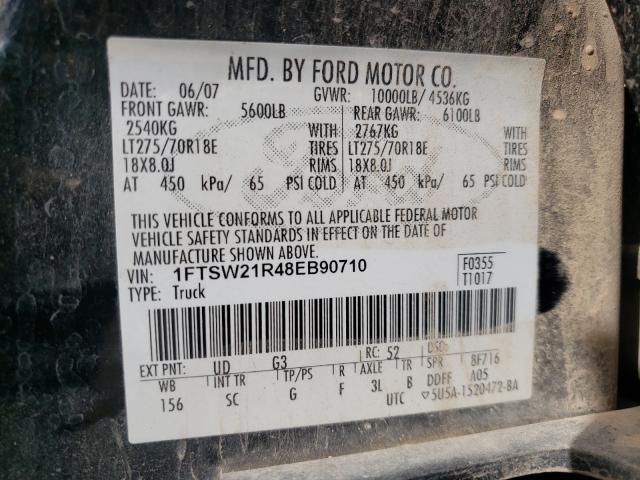 MFD. BY FORD MOTOR CO.
DATE: 06/07 GVWR: 10000LB/ 4536KG
FRONT GAWR: 5600LB REAR GAWR: 6100LB
2540KG WITH 2767KG WITH
LT275/70R18E TIRES LT275/70R18E TIRES
18X8.0J RIMS 18X8.0J RIMS
AT 450 kPa/ 65 PSI COLD AT 450 kPa/ 65 PSI COLD
THIS VEHICLE CONFORMS TO ALL APPLICABLE FEDERAL MOTOR
VEHICLE SAFETY STANDARDS IN EFFECT ON THE DATE OF
MANUFACTURE SHOWN ABOVE.
VIN: 1FTSW21R48EB90710
TYPE: Truck
F0355
T1017
EXT PNT: UD G3 RC: 52 DSO:
WB INT TR TP/PS R AXLE TR SPR 8F716
156 SC G F 3L B DDFF A05
UTC ▽5U5A-1520472-BA